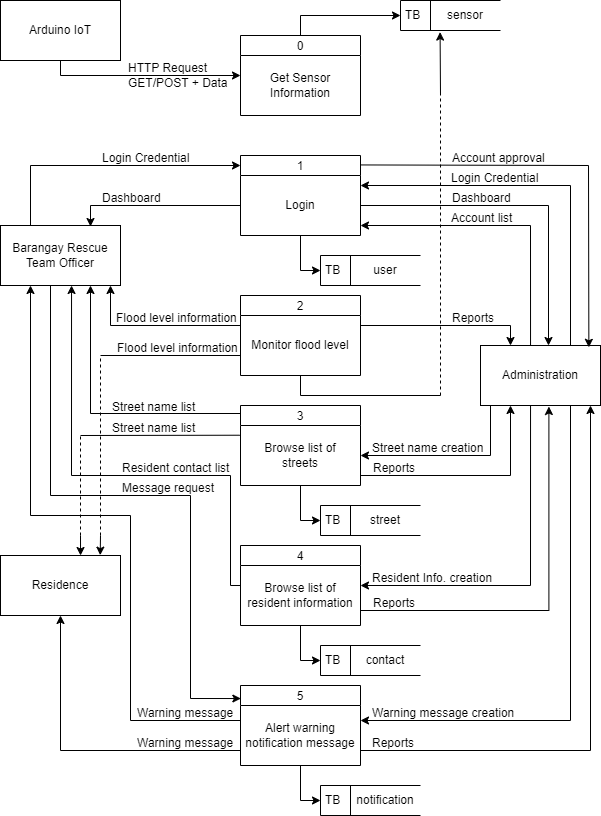 Arduino IoT
TB sensor
0
HTTP Request
GET/POST + Data
Get Sensor
Information
Login Credential
1
Account approval
Login Credential
Dashboard
Login
Dashboard
Account list
Barangay Rescue
Team Officer
TB user
2
Flood level information
Reports
Flood level information
Monitor flood level
Administration
3
Street name list
Street name list
Browse list of
streets
Street name creation
Resident contact list
Reports
Message request
TB street
4
Residence
Browse list of
resident information
Resident Info. creation
Reports
TB contact
5
Warning message
Warning message creation
Alert warning
notification message
Warning message
Reports
TB notification